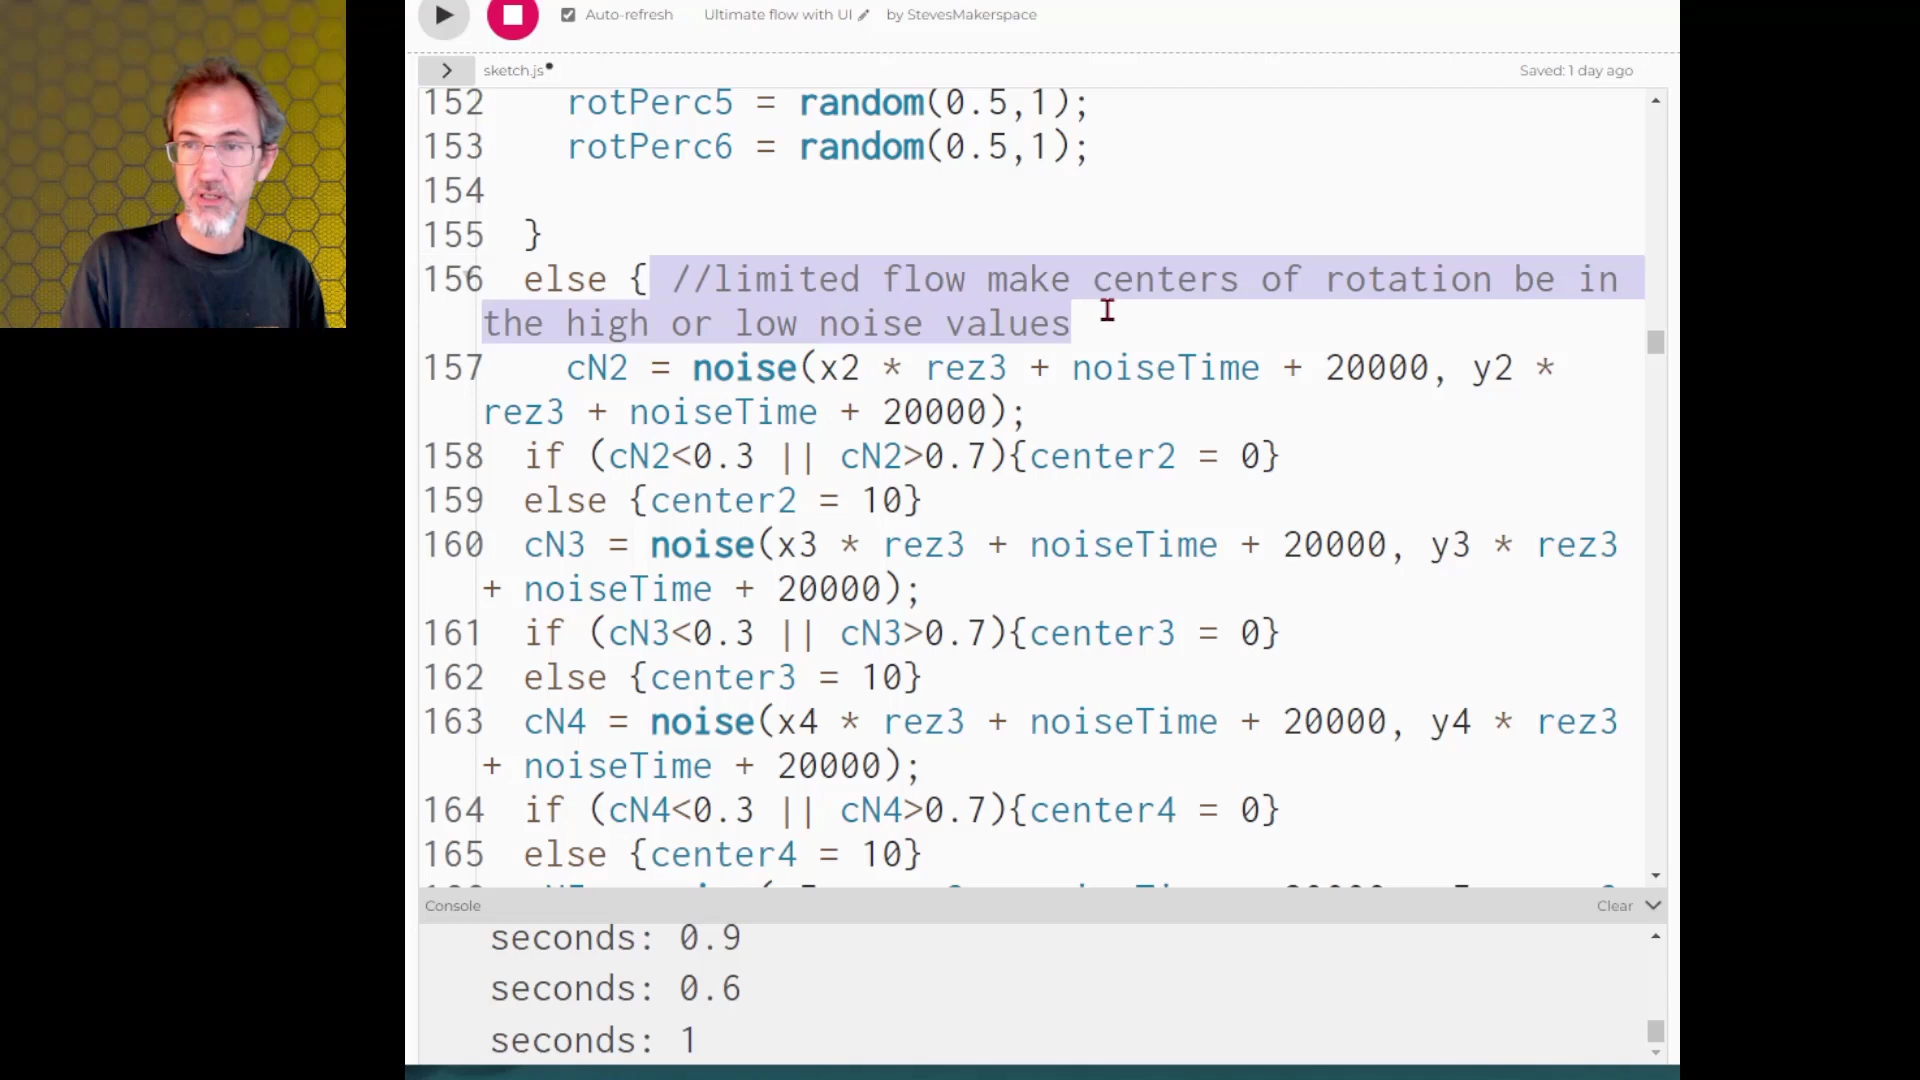 Auto-refresh Ultimate flow with UI by StevesMakerspace
sketch.js Saved: 1 day ago
152 rotPerc5 = random(0.5,1);
153 rotPerc6 = random(0.5,1);
154
155 }
156 else { //limited flow make centers of rotation be in
the high or low noise values
157 cN2 = noise(x2 * rez3 + noiseTime + 20000, y2 *
rez3 + noiseTime + 20000);
158 if (cN2<0.3 || cN2>0.7){center2 = 0}
159 else {center2 = 10}
160 cN3 = noise(x3 * rez3 + noiseTime + 20000, y3 * rez3
+ noiseTime + 20000);
161 if (cN3<0.3 || cN3>0.7){center3 = 0}
162 else {center3 = 10}
163 cN4 = noise(x4 * rez3 + noiseTime + 20000, y4 * rez3
+ noiseTime + 20000);
164 if (cN4<0.3 || cN4>0.7){center4 = 0}
165 else {center4 = 10}
Console Clear
seconds: 0.9
seconds: 0.6
seconds: 1